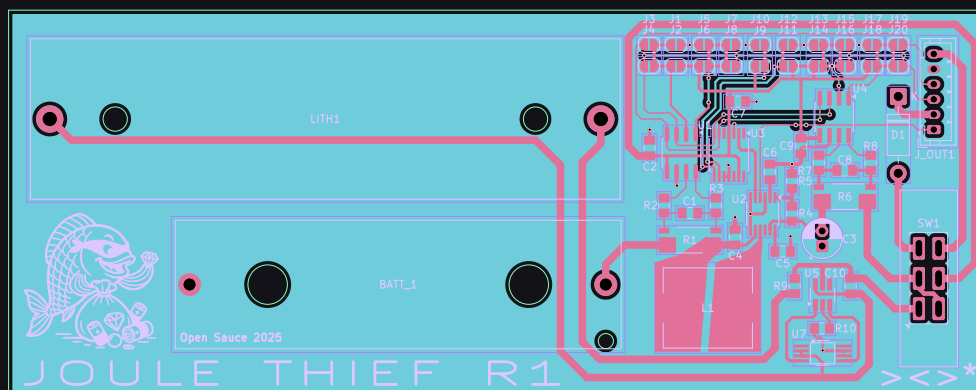 J3 J1 J5 J7 J10 J12 J13 J15 J17 J19
J4 J2 J6 J8 J9 J11 J14 J16 J18 J20
U4
C7
LITH1
U3
D1
J_OUT1
C2
C9
C6
C8
R8
R7
R5
R2
C1
R3
U2
R6
R4
SW1
R1
C4
C3
C5
BATT_1
U5 C10
R9
L1
R10
U7
Open Sauce 2025
JOULE THIEF R1
><>*